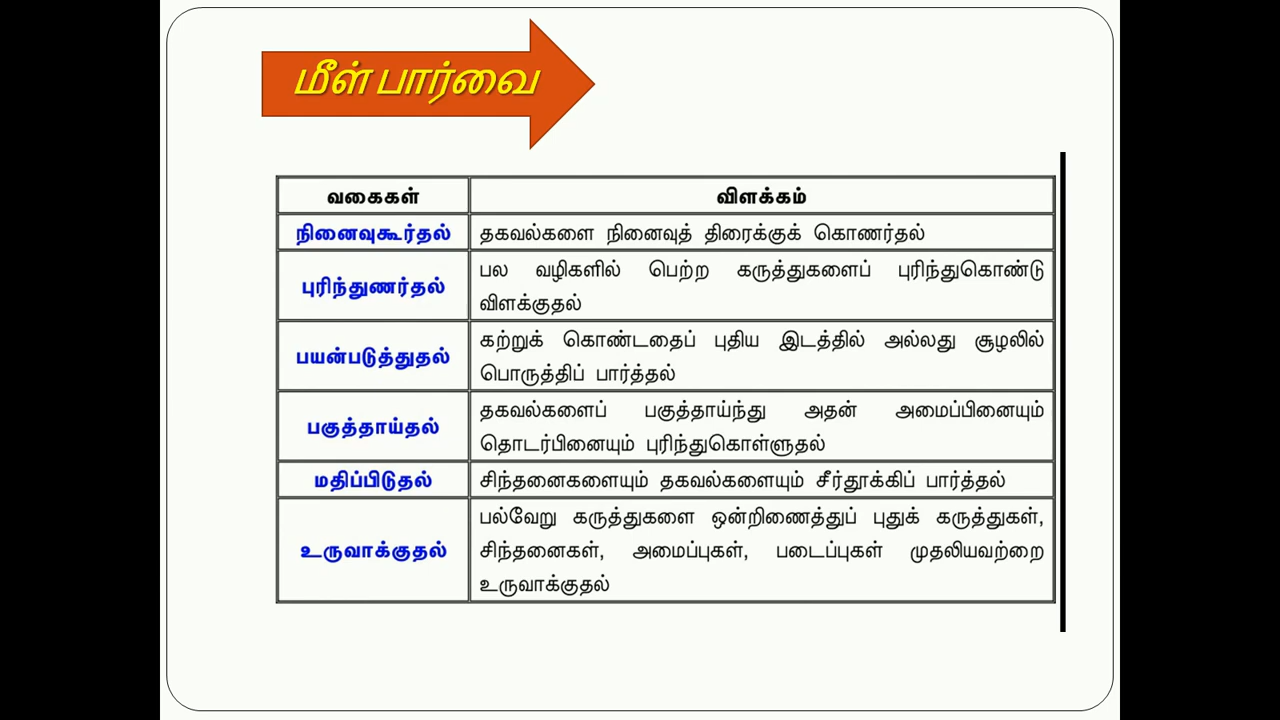 மீள் பார்வை
வகைகள் விளக்கம்
நினைவுகூர்தல் தகவல்களை நினைவுத் திரைக்குக் கொணர்தல்
புரிந்துணர்தல் பல வழிகளில் பெற்ற கருத்துகளைப் புரிந்துகொண்டு
விளக்குதல்
பயன்படுத்துதல் கற்றுக் கொண்டதைப் புதிய இடத்தில் அல்லது சூழலில்
பொருத்திப் பார்த்தல்
பகுத்தாய்தல் தகவல்களைப் பகுத்தாய்ந்து அதன் அமைப்பினையும்
தொடர்பினையும் புரிந்துகொள்ளுதல்
மதிப்பிடுதல் சிந்தனைகளையும் தகவல்களையும் சீர்தூக்கிப் பார்த்தல்
உருவாக்குதல் பல்வேறு கருத்துகளை ஒன்றிணைத்துப் புதுக் கருத்துகள்,
சிந்தனைகள், அமைப்புகள், படைப்புகள் முதலியவற்றை
உருவாக்குதல்